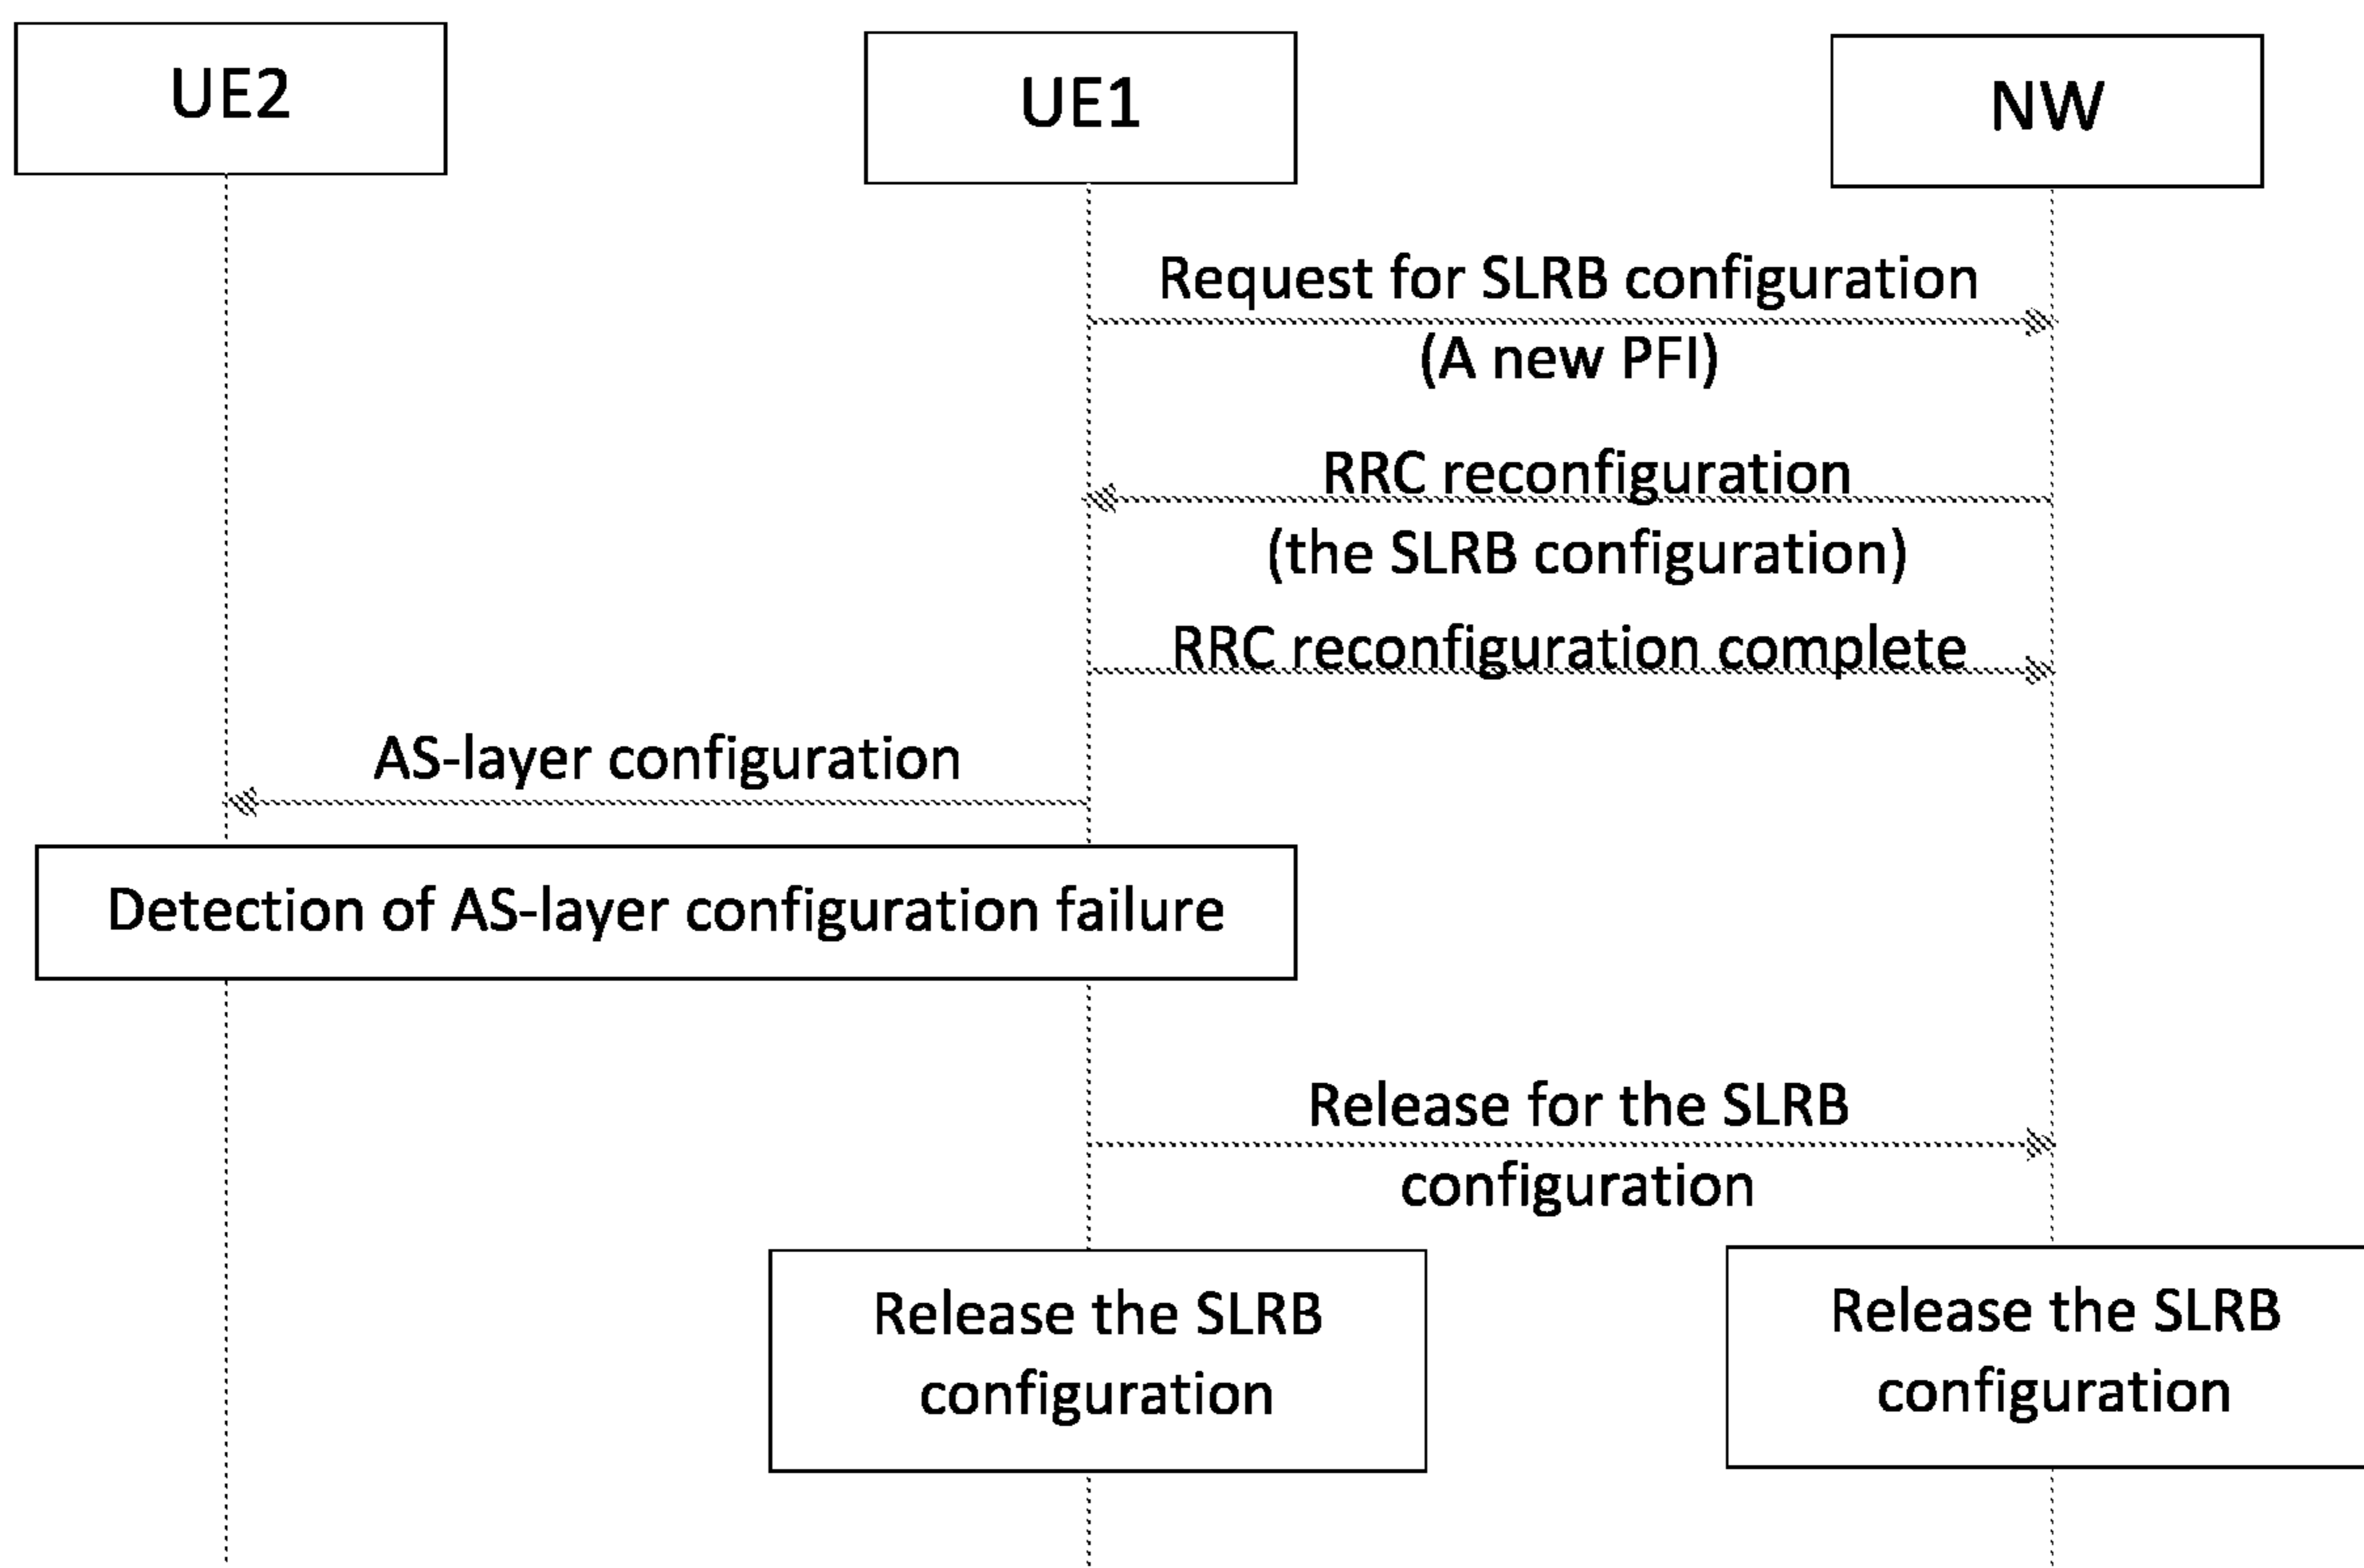 UE2
UE1
NW
Request for SLRB configuration
(A new PFI)
RRC reconfiguration
(the SLRB configuration)
RRC reconfiguration complete
AS-layer configuration
Detection of AS-layer configuration failure
Release for the SLRB
configuration
Release the SLRB
configuration
Release the SLRB
configuration